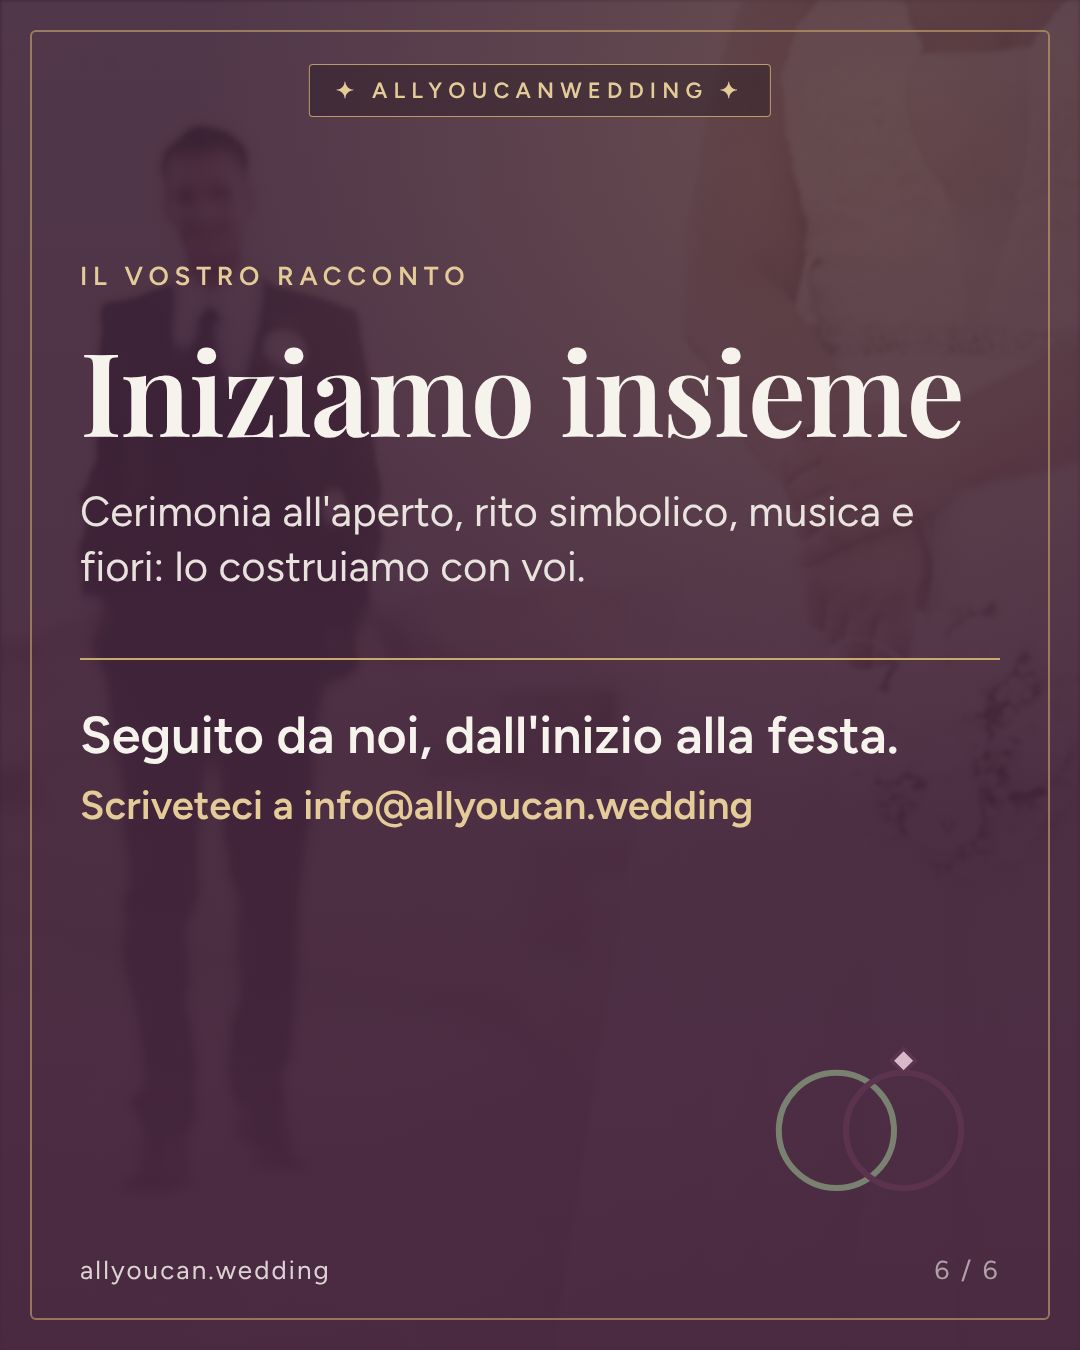 ✦ ALLYOUCANWEDDING ✦
IL VOSTRO RACCONTO
Iniziamo insieme
Cerimonia all'aperto, rito simbolico, musica e
fiori: lo costruiamo con voi.
Seguito da noi, dall'inizio alla festa.
Scriveteci a info@allyoucan.wedding
allyoucan.wedding
6 / 6